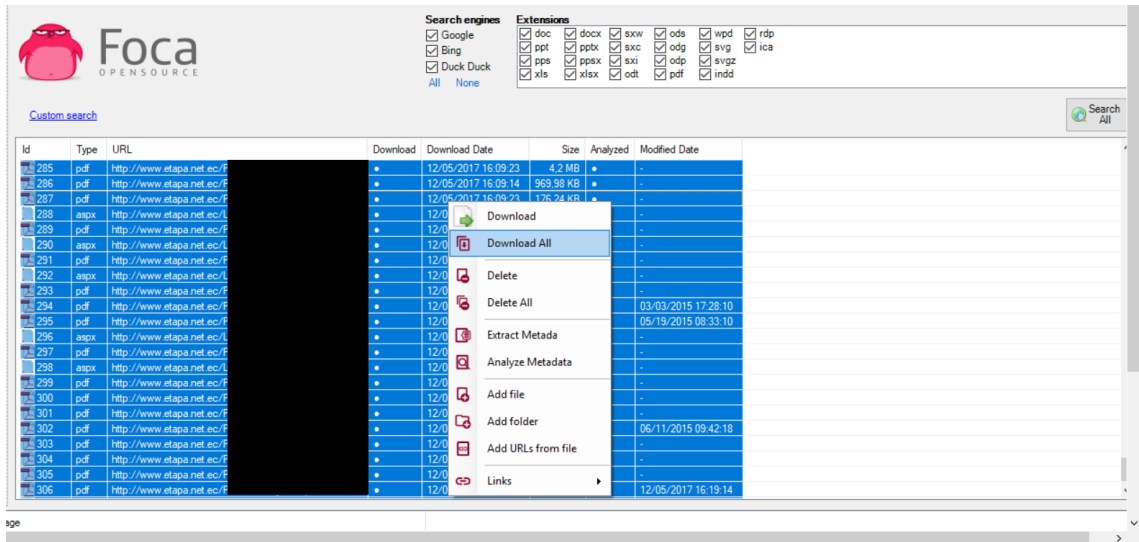 Search engines Extensions
Google doc docx sxw ods wpd rdp
Bing ppt pptx sxc odg svg ica
Duck Duck pps ppsx sxi odp svgz
All None xls xlsx odt pdf indd
Foca
OPENSOURCE
Custom search
Search All
Id Type URL Download Download Date Size Analyzed Modified Date
285 pdf http://www.etapa.net.ec/F • 12/05/2017 16:09:23 4,2 MB • -
286 pdf http://www.etapa.net.ec/F • 12/05/2017 16:09:14 969,98 KB • -
287 pdf http://www.etapa.net.ec/F • 12/05/2017 16:09:23 176,24 KB • -
288 aspx http://www.etapa.net.ec/L • 12/0 Download -
289 pdf http://www.etapa.net.ec/F • 12/0 -
290 aspx http://www.etapa.net.ec/L • 12/0 Download All -
291 pdf http://www.etapa.net.ec/F • 12/0 -
292 aspx http://www.etapa.net.ec/L • 12/0 Delete -
293 pdf http://www.etapa.net.ec/F • 12/0 -
294 pdf http://www.etapa.net.ec/F • 12/0 Delete All 03/03/2015 17:28:10
295 pdf http://www.etapa.net.ec/F • 12/0 05/19/2015 08:33:10
296 aspx http://www.etapa.net.ec/L • 12/0 Extract Metada -
297 pdf http://www.etapa.net.ec/F • 12/0 -
298 aspx http://www.etapa.net.ec/L • 12/0 Analyze Metadata -
299 pdf http://www.etapa.net.ec/F • 12/0 -
300 pdf http://www.etapa.net.ec/F • 12/0 Add file -
301 pdf http://www.etapa.net.ec/F • 12/0 -
302 pdf http://www.etapa.net.ec/F • 12/0 Add folder 06/11/2015 09:42:18
303 pdf http://www.etapa.net.ec/F • 12/0 -
304 pdf http://www.etapa.net.ec/F • 12/0 Add URLs from file -
305 pdf http://www.etapa.net.ec/F • 12/0 -
306 pdf http://www.etapa.net.ec/F • 12/0 Links 12/05/2017 16:19:14
age